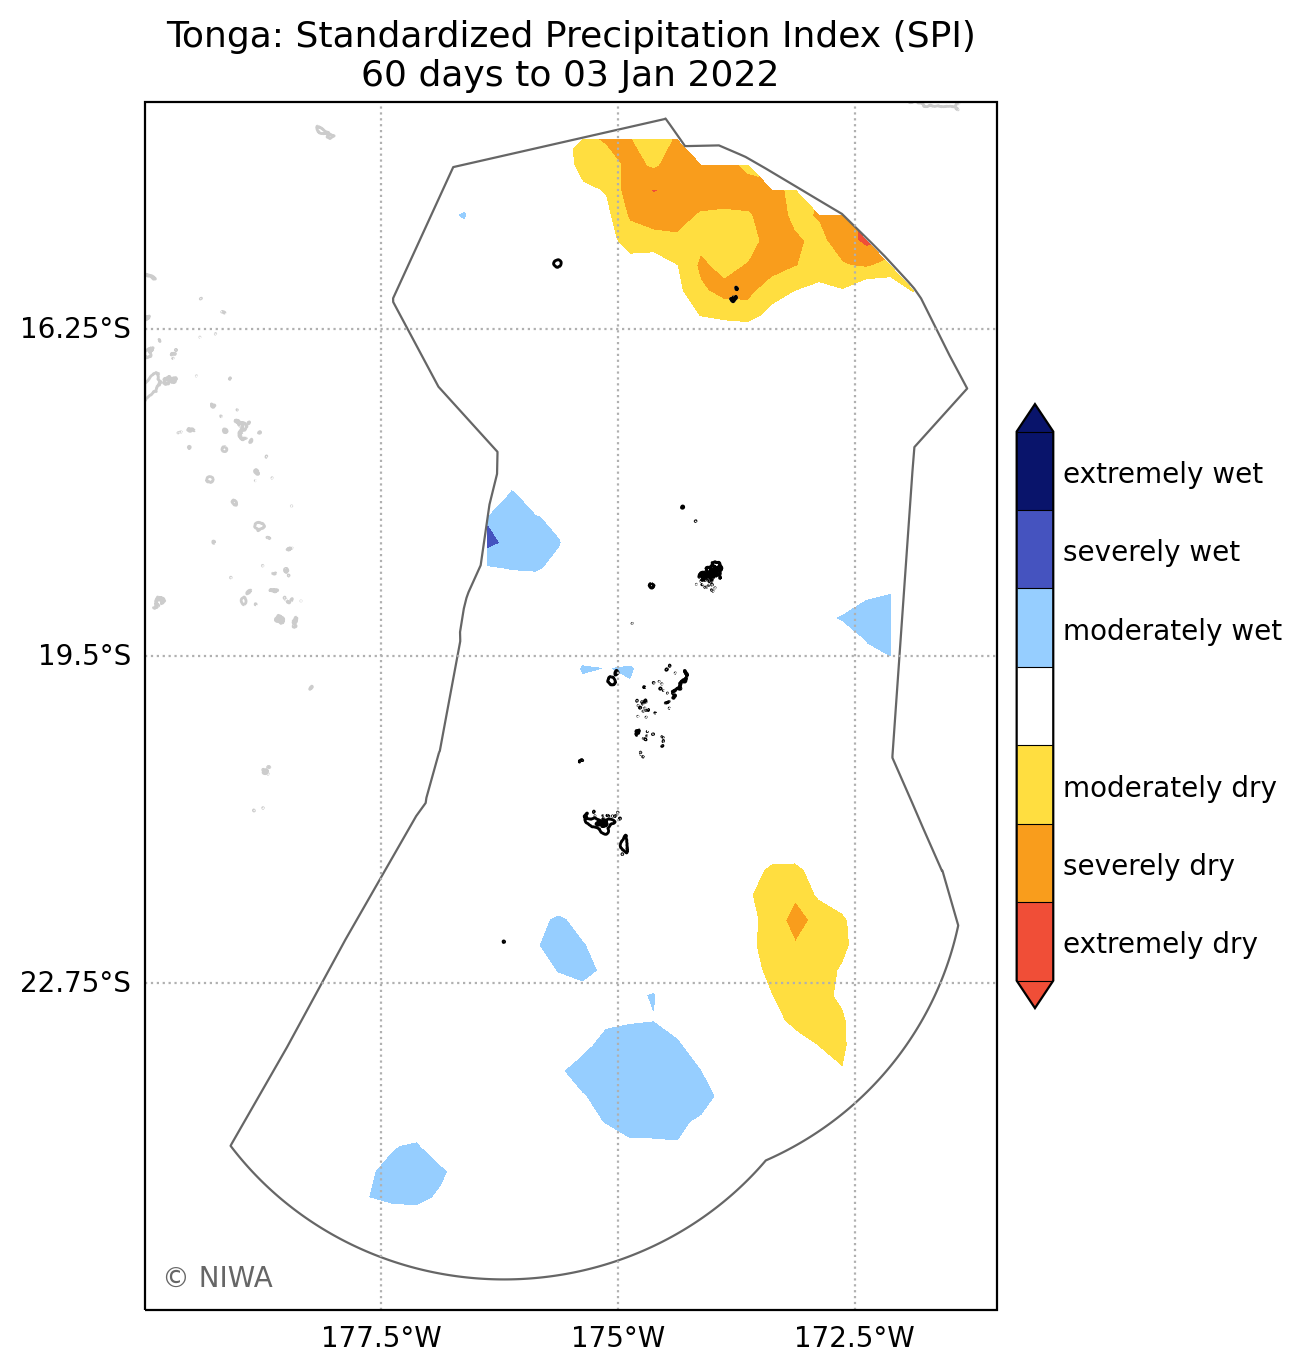 Tonga: Standardized Precipitation Index (SPI)
60 days to 03 Jan 2022
16.25°S
19.5°S
22.75°S
177.5°W
175°W
172.5°W
extremely wet
severely wet
moderately wet
moderately dry
severely dry
extremely dry
© NIWA